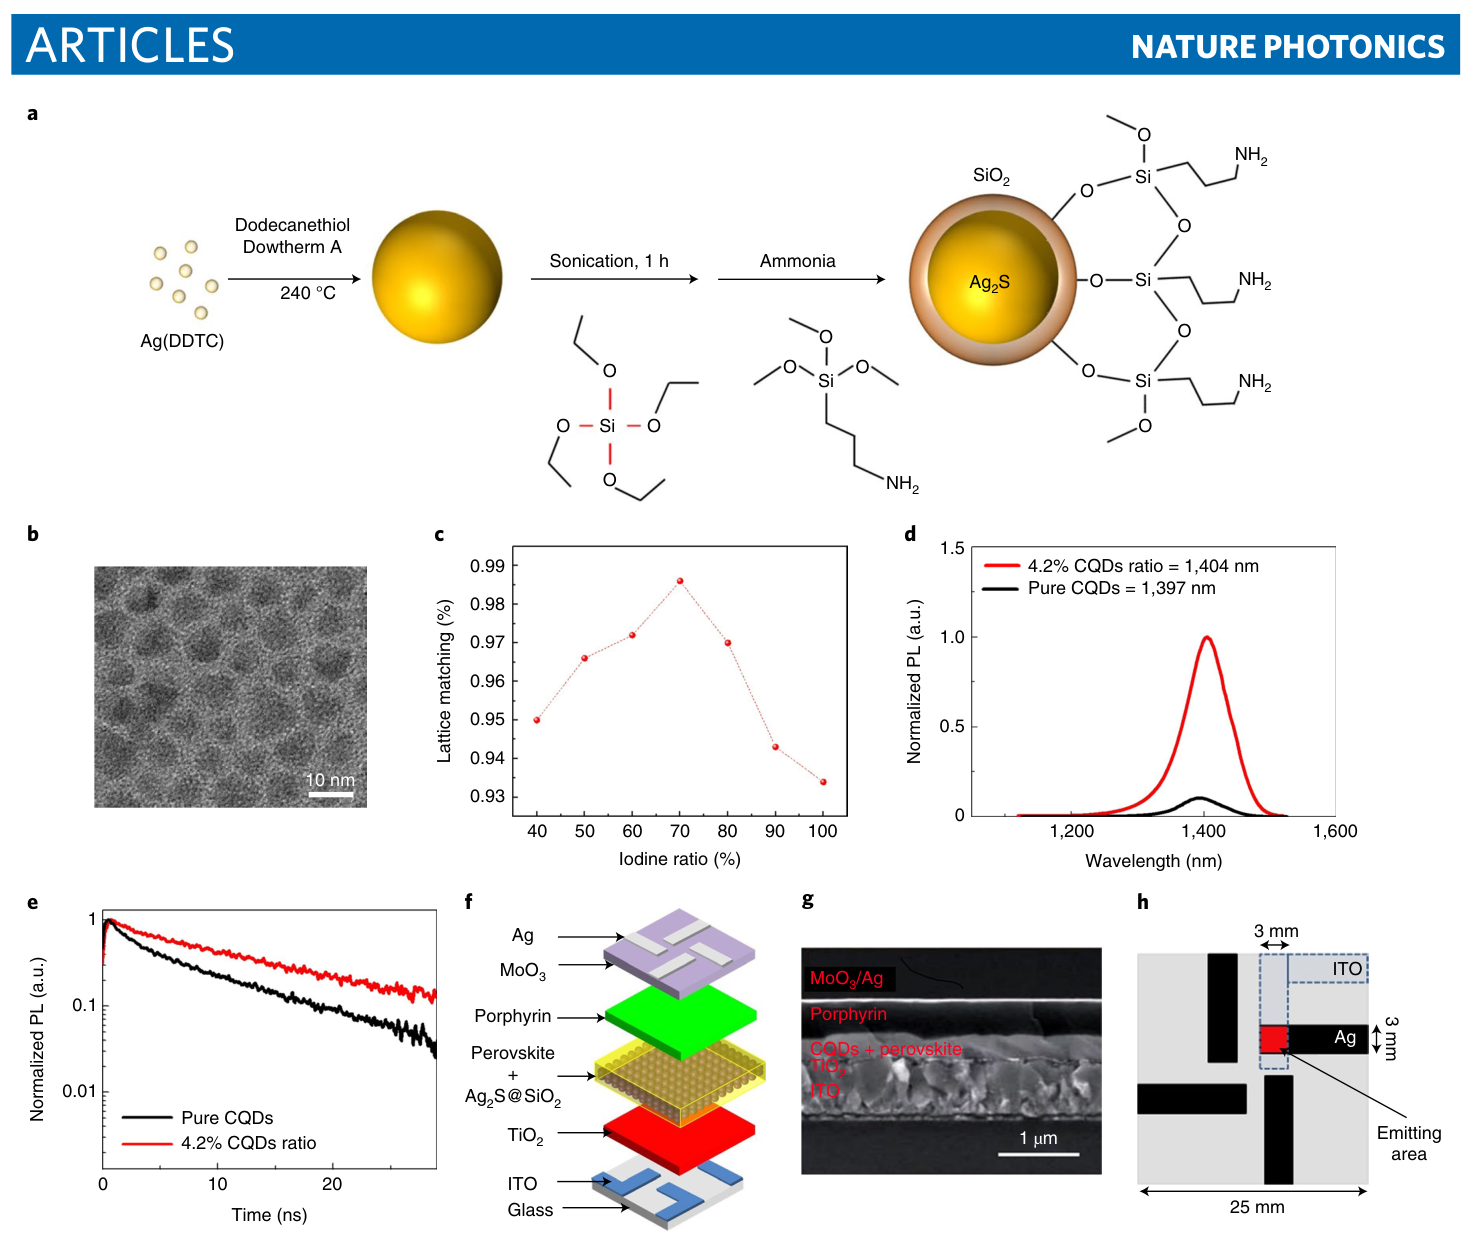 ARTICLES
NATURE PHOTONICS
a
Dodecanethiol
Dowtherm A
240 °C
Ag(DDTC)
Sonication, 1 h
Ammonia
O
O
Si
O
O
O
O
O
Si
NH2
SiO2
Ag2S
O
O
Si
NH2
O
O
Si
NH2
O
O
Si
NH2
O
b
10 nm
c
Lattice matching (%)
0.99
0.98
0.97
0.96
0.95
0.94
0.93
40 50 60 70 80 90 100
Iodine ratio (%)
d
Normalized PL (a.u.)
1.5
1.0
0.5
0
4.2% CQDs ratio = 1,404 nm
Pure CQDs = 1,397 nm
1,200 1,400 1,600
Wavelength (nm)
e
Normalized PL (a.u.)
1
0.1
0.01
Pure CQDs
4.2% CQDs ratio
0 10 20
Time (ns)
f
Ag
MoO3
Porphyrin
Perovskite
+
Ag2S@SiO2
TiO2
ITO
Glass
g
MoO3/Ag
Porphyrin
CQDs + perovskite
TiO2
ITO
1 μm
h
3 mm
ITO
Ag
3 mm
Emitting
area
25 mm